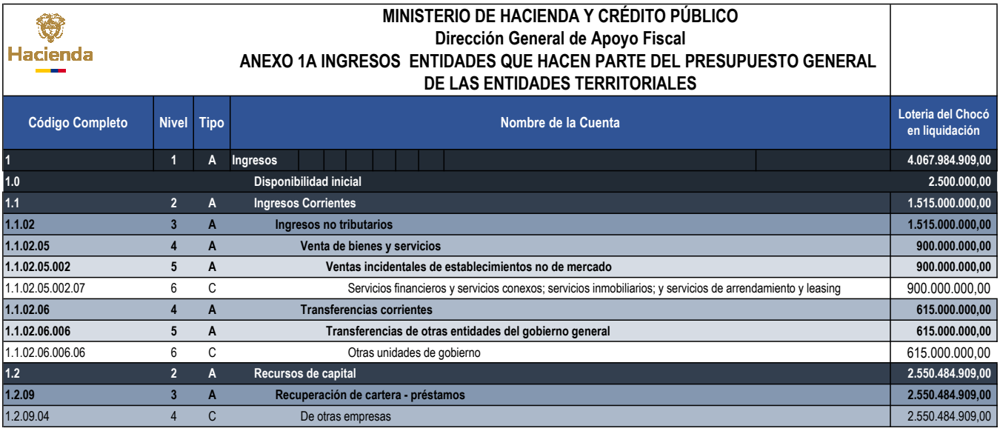 Hacienda
MINISTERIO DE HACIENDA Y CRÉDITO PÚBLICO
Dirección General de Apoyo Fiscal
ANEXO 1A INGRESOS ENTIDADES QUE HACEN PARTE DEL PRESUPUESTO GENERAL
DE LAS ENTIDADES TERRITORIALES
Código Completo Nivel Tipo Nombre de la Cuenta Loteria del Chocó
en liquidación
1 1 A Ingresos 4.067.984.909,00
1.0 Disponibilidad inicial 2.500.000,00
1.1 2 A Ingresos Corrientes 1.515.000.000,00
1.1.02 3 A Ingresos no tributarios 1.515.000.000,00
1.1.02.05 4 A Venta de bienes y servicios 900.000.000,00
1.1.02.05.002 5 A Ventas incidentales de establecimientos no de mercado 900.000.000,00
1.1.02.05.002.07 6 C Servicios financieros y servicios conexos; servicios inmobiliarios; y servicios de arrendamiento y leasing 900.000.000,00
1.1.02.06 4 A Transferencias corrientes 615.000.000,00
1.1.02.06.006 5 A Transferencias de otras entidades del gobierno general 615.000.000,00
1.1.02.06.006.06 6 C Otras unidades de gobierno 615.000.000,00
1.2 2 A Recursos de capital 2.550.484.909,00
1.2.09 3 A Recuperación de cartera - préstamos 2.550.484.909,00
1.2.09.04 4 C De otras empresas 2.550.484.909,00